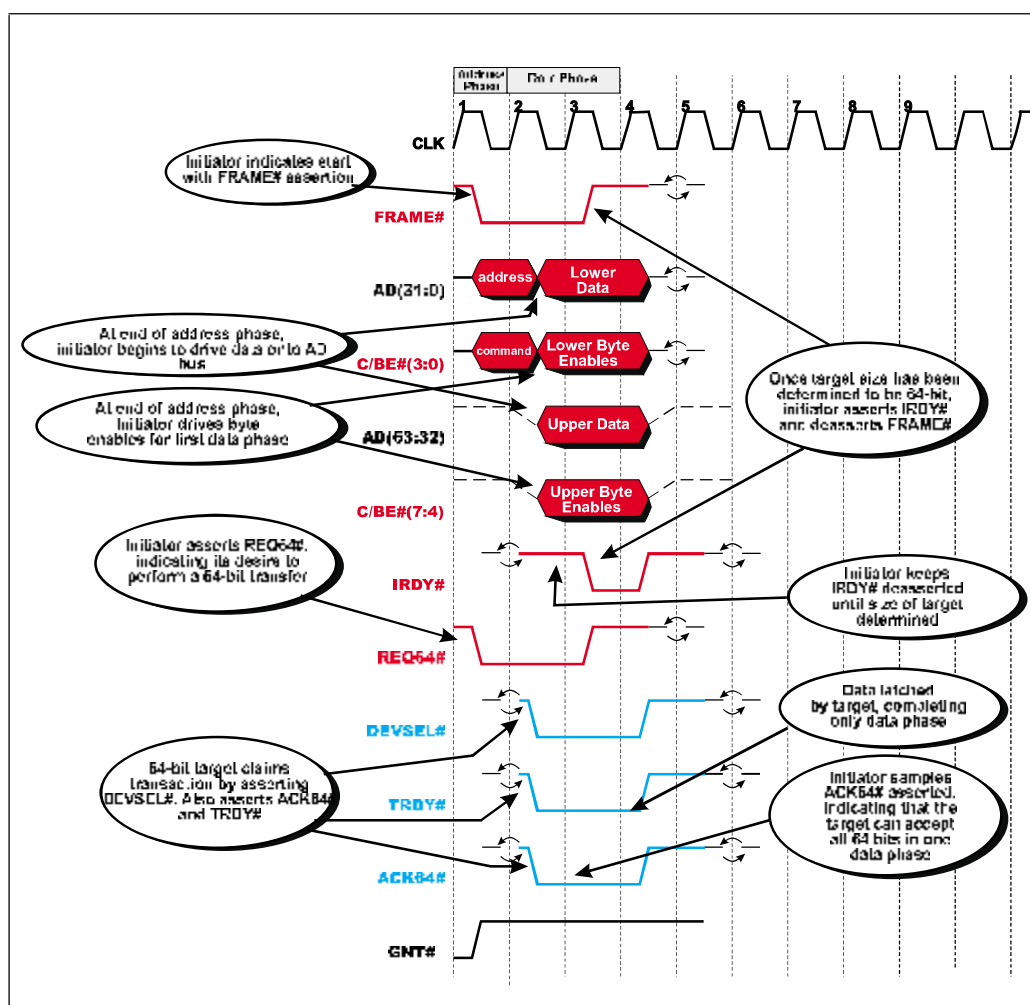 Address
Phase
Data Phase
1 2 3 4 5 6 7 8 9
CLK
Initiator indicates start
with FRAME# assertion
FRAME#
address
Lower
Data
AD(31:0)
At end of address phase,
initiator begins to drive data onto AD
bus
command
Lower Byte
Enables
C/BE#(3:0)
Once target size has been
determined to be 64-bit,
initiator asserts IRDY#
and deasserts FRAME#
At end of address phase,
Initiator drives byte
enables for first data phase
Upper Data
AD(63:32)
Upper Byte
Enables
C/BE#(7:4)
Initiator asserts REQ64#,
indicating its desire to
perform a 64-bit transfer
IRDY#
Initiator keeps
IRDY# deasserted
until size of target
determined
REQ64#
Data latched
by target, completing
only data phase
DEVSEL#
64-bit target claims
transaction by asserting
DEVSEL#. Also asserts ACK64#
and TRDY#
TRDY#
Initiator samples
ACK64# asserted,
indicating that the
target can accept
all 64 bits in one
data phase
ACK64#
GNT#